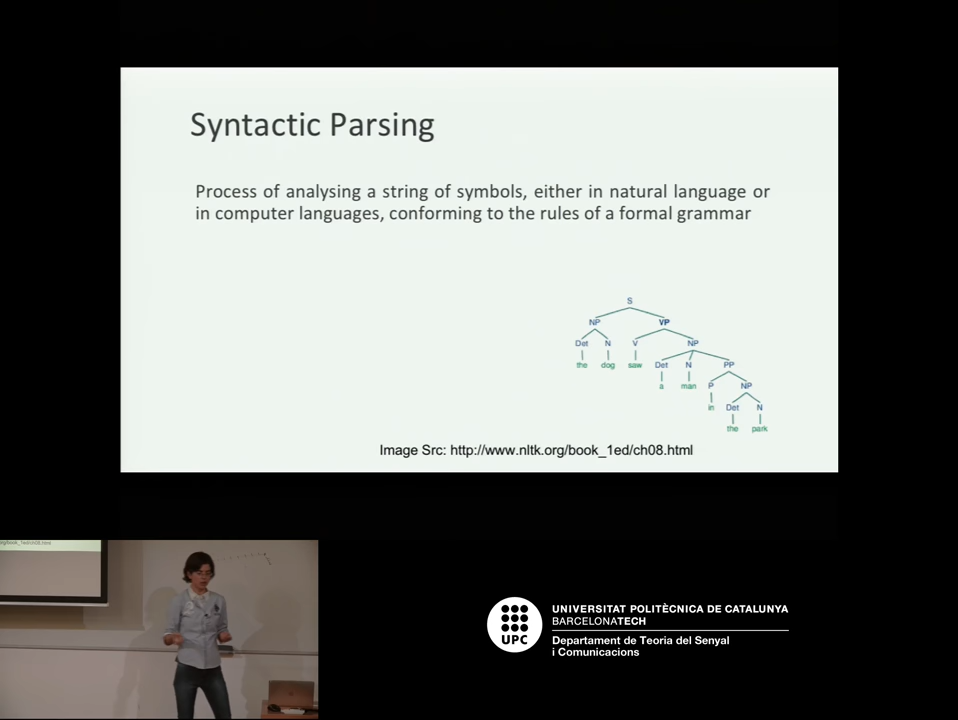 Syntactic Parsing
Process of analysing a string of symbols, either in natural language or
in computer languages, conforming to the rules of a formal grammar
S
NP VP
Det N V NP
the dog saw Det N PP
a man P NP
in Det N
the park
Image Src: http://www.nltk.org/book_1ed/ch08.html
UPC
UNIVERSITAT POLITÈCNICA DE CATALUNYA
BARCELONATECH
Departament de Teoria del Senyal
i Comunicacions